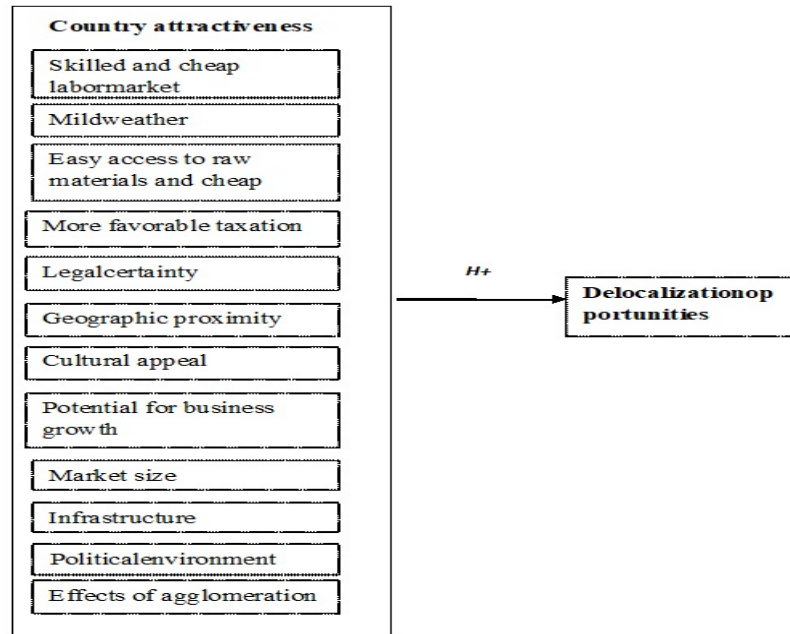 Country attractiveness
Skilled and cheap
labormarket
Mildweather
Easy access to raw
materials and cheap
More favorable taxation
Legalcertainty
Geographic proximity
Cultural appeal
Potential for business
growth
Market size
Infrastructure
Politicalenvironment
Effects of agglomeration
H+
Delocalizationop
portunities